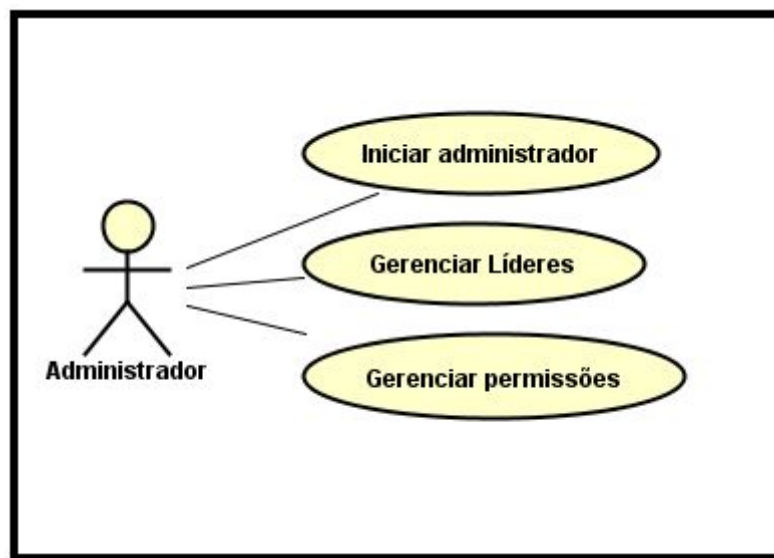 Iniciar administrador
Gerenciar Líderes
Gerenciar permissões
Administrador